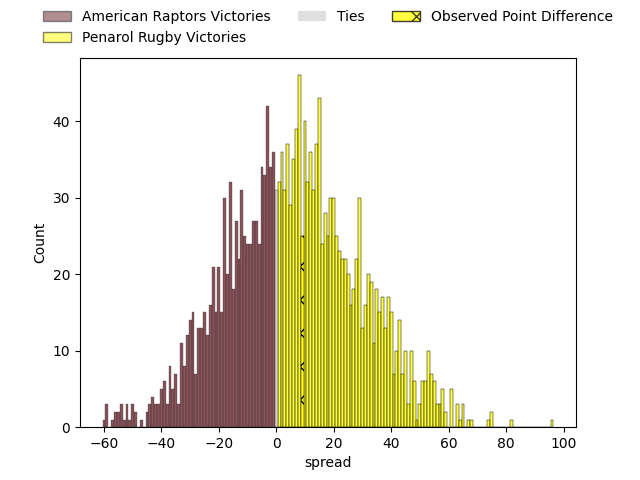 American Raptors Victories
Ties
Observed Point Difference
Penarol Rugby Victories
40
30
20
10
0
Count
−60 −40 −20 0 20 40 60 80 100
spread